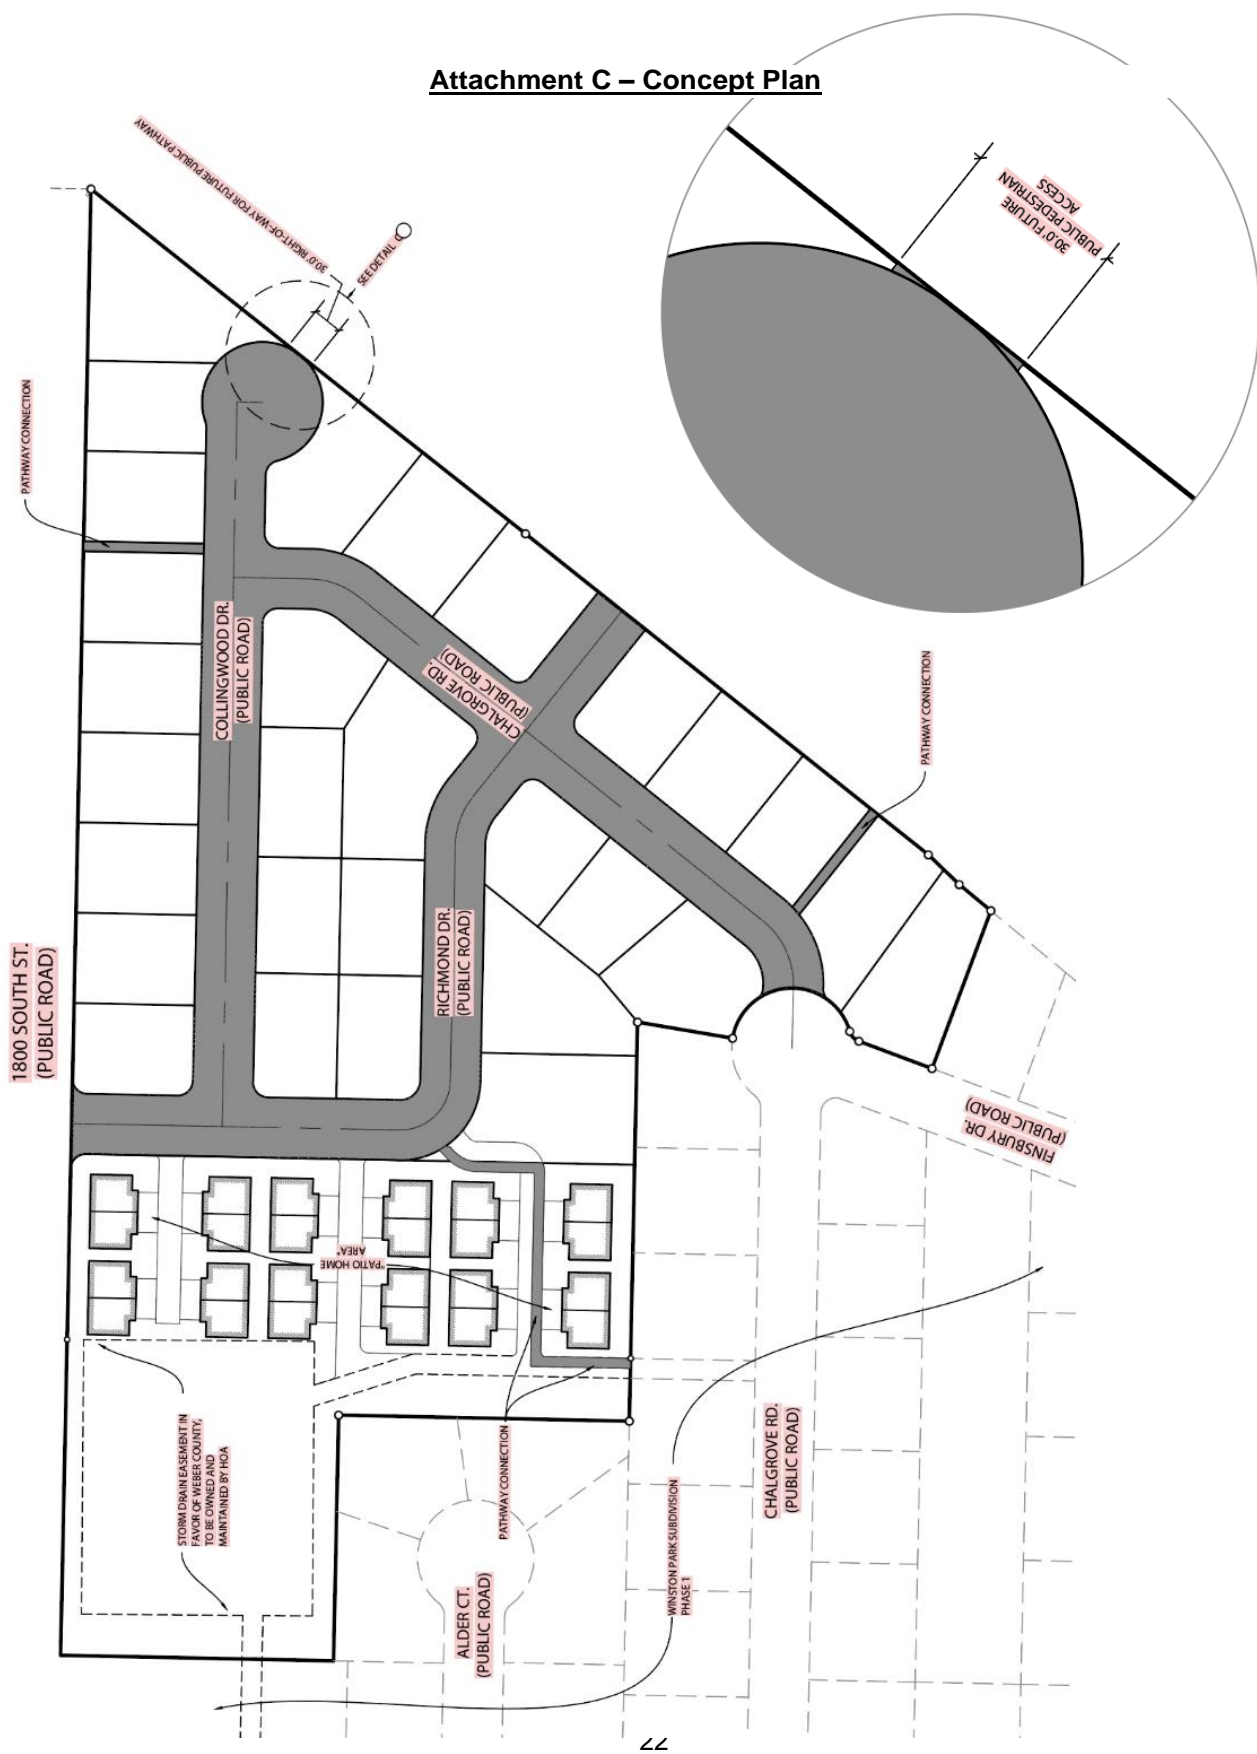 Attachment C – Concept Plan
30.0' RIGHT-OF-WAY FOR FUTURE PUBLIC PATHWAY
SEE DETAIL
30.0' FUTURE
PUBLIC PEDESTRIAN
ACCESS
PATHWAY CONNECTION
COLLINGWOOD DR.
(PUBLIC ROAD)
CHALGROVE RD.
(PUBLIC ROAD)
PATHWAY CONNECTION
1800 SOUTH ST.
(PUBLIC ROAD)
RICHMOND DR.
(PUBLIC ROAD)
FINSBURY DR.
(PUBLIC ROAD)
"PATIO HOME
AREA"
STORM DRAIN EASEMENT IN
FAVOR OF WEBER COUNTY,
TO BE OWNED AND
MAINTAINED BY HOA
PATHWAY CONNECTION
CHALGROVE RD.
(PUBLIC ROAD)
WINSTON PARK SUBDIVISION
PHASE 1
ALDER CT.
(PUBLIC ROAD)
22